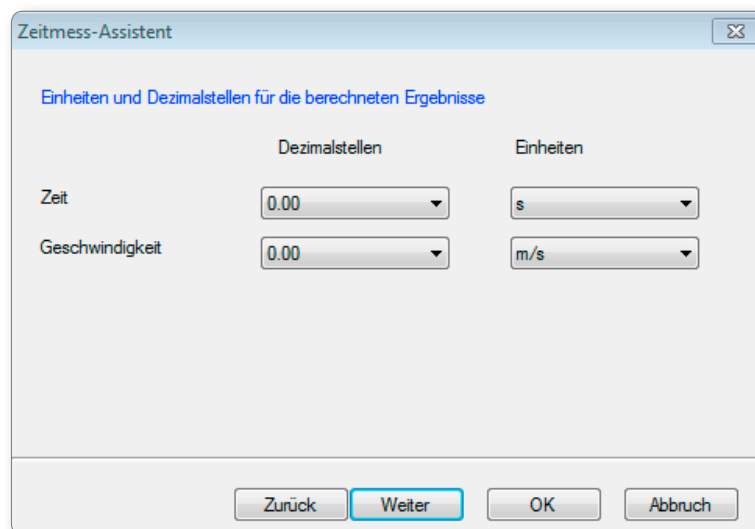 Zeitmess-Assistent
Einheiten und Dezimalstellen für die berechneten Ergebnisse
Dezimalstellen Einheiten
Zeit 0.00 s
Geschwindigkeit 0.00 m/s
Zurück Weiter OK Abbruch